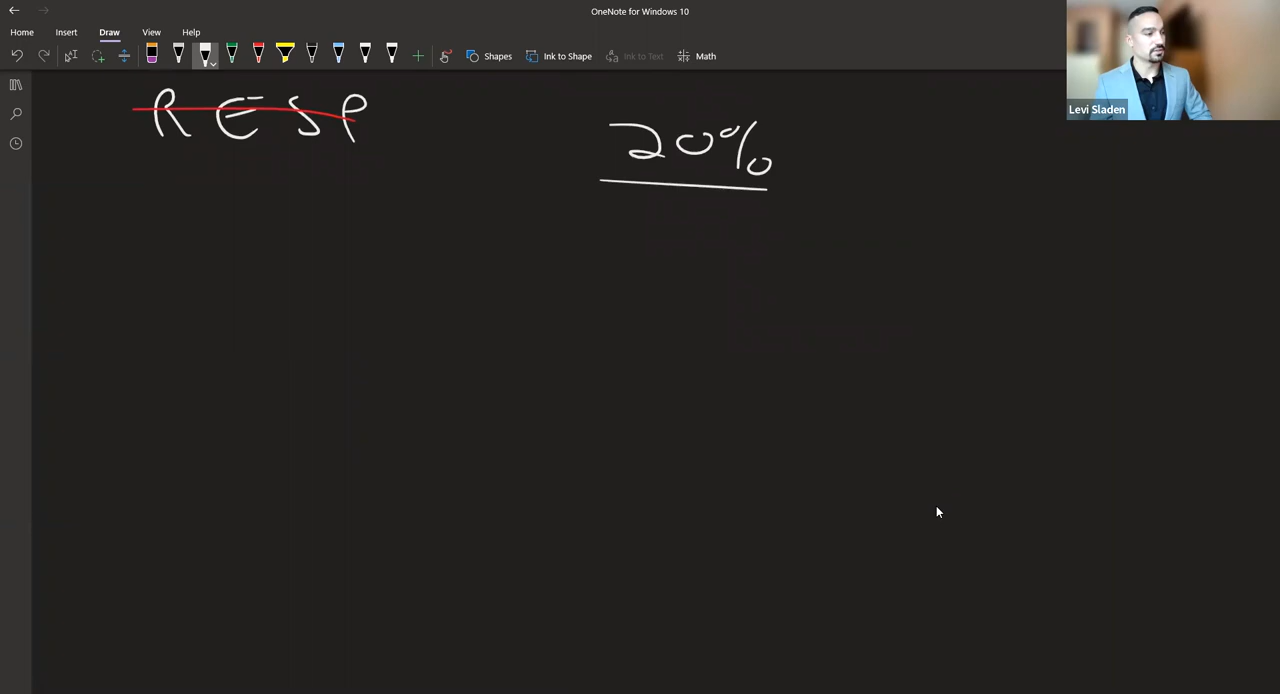 OneNote for Windows 10
Home Insert Draw View Help
Shapes Ink to Shape Ink to Text Math
Levi Sladen
R E S P
20%